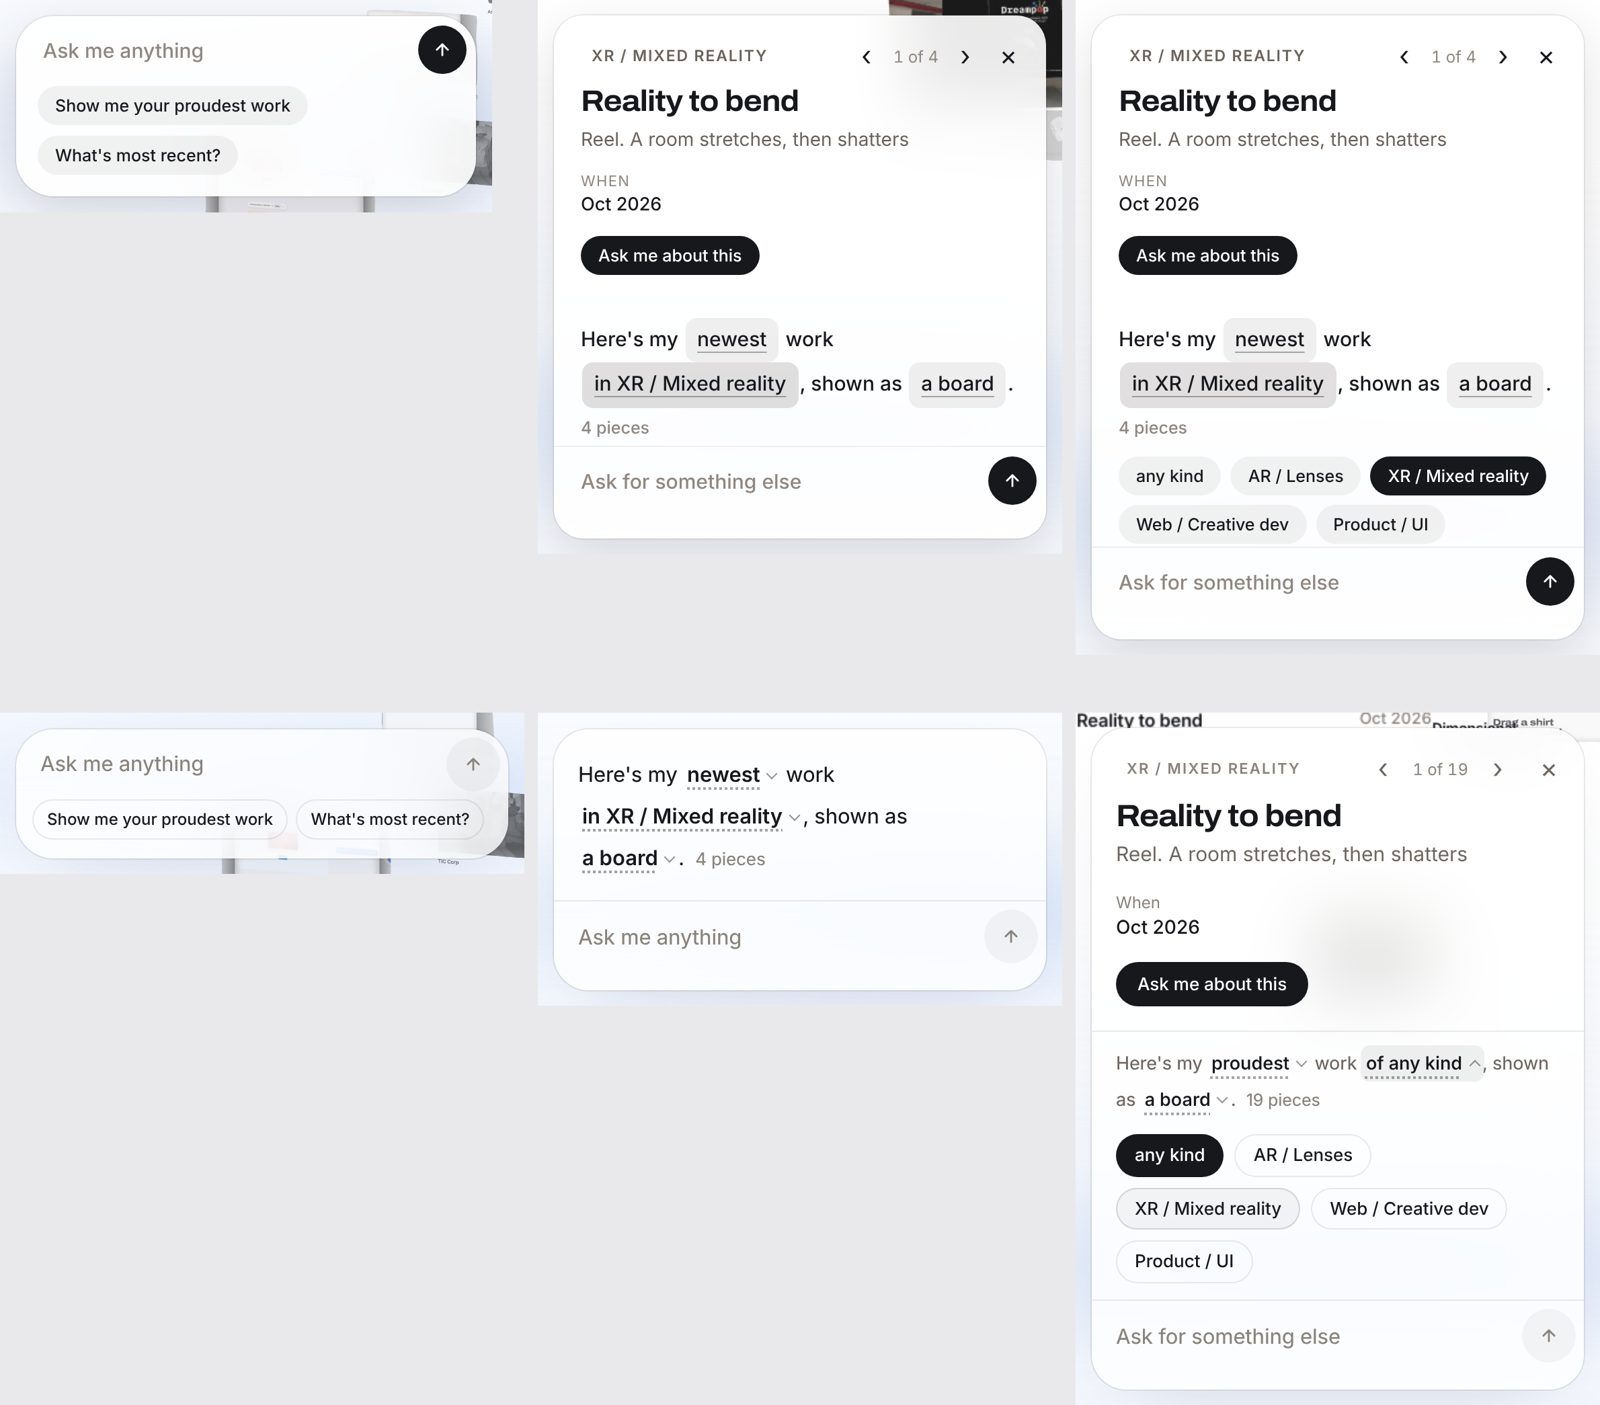 Ask me anything
Show me your proudest work
What's most recent?
Dreampop
XR / MIXED REALITY
1 of 4
Reality to bend
Reel. A room stretches, then shatters
WHEN
Oct 2026
Ask me about this
Here's my newest work
in XR / Mixed reality , shown as a board .
4 pieces
Ask for something else
XR / MIXED REALITY
1 of 4
Reality to bend
Reel. A room stretches, then shatters
WHEN
Oct 2026
Ask me about this
Here's my newest work
in XR / Mixed reality , shown as a board .
4 pieces
any kind AR / Lenses XR / Mixed reality
Web / Creative dev Product / UI
Ask for something else
Ask me anything
Show me your proudest work What's most recent?
TIC Corp
Here's my newest work
in XR / Mixed reality , shown as
a board . 4 pieces
Ask me anything
Reality to bend Oct 2026 Drag a shirt
XR / MIXED REALITY
1 of 19
Reality to bend
Reel. A room stretches, then shatters
When
Oct 2026
Ask me about this
Here's my proudest work of any kind , shown
as a board . 19 pieces
any kind AR / Lenses
XR / Mixed reality Web / Creative dev
Product / UI
Ask for something else